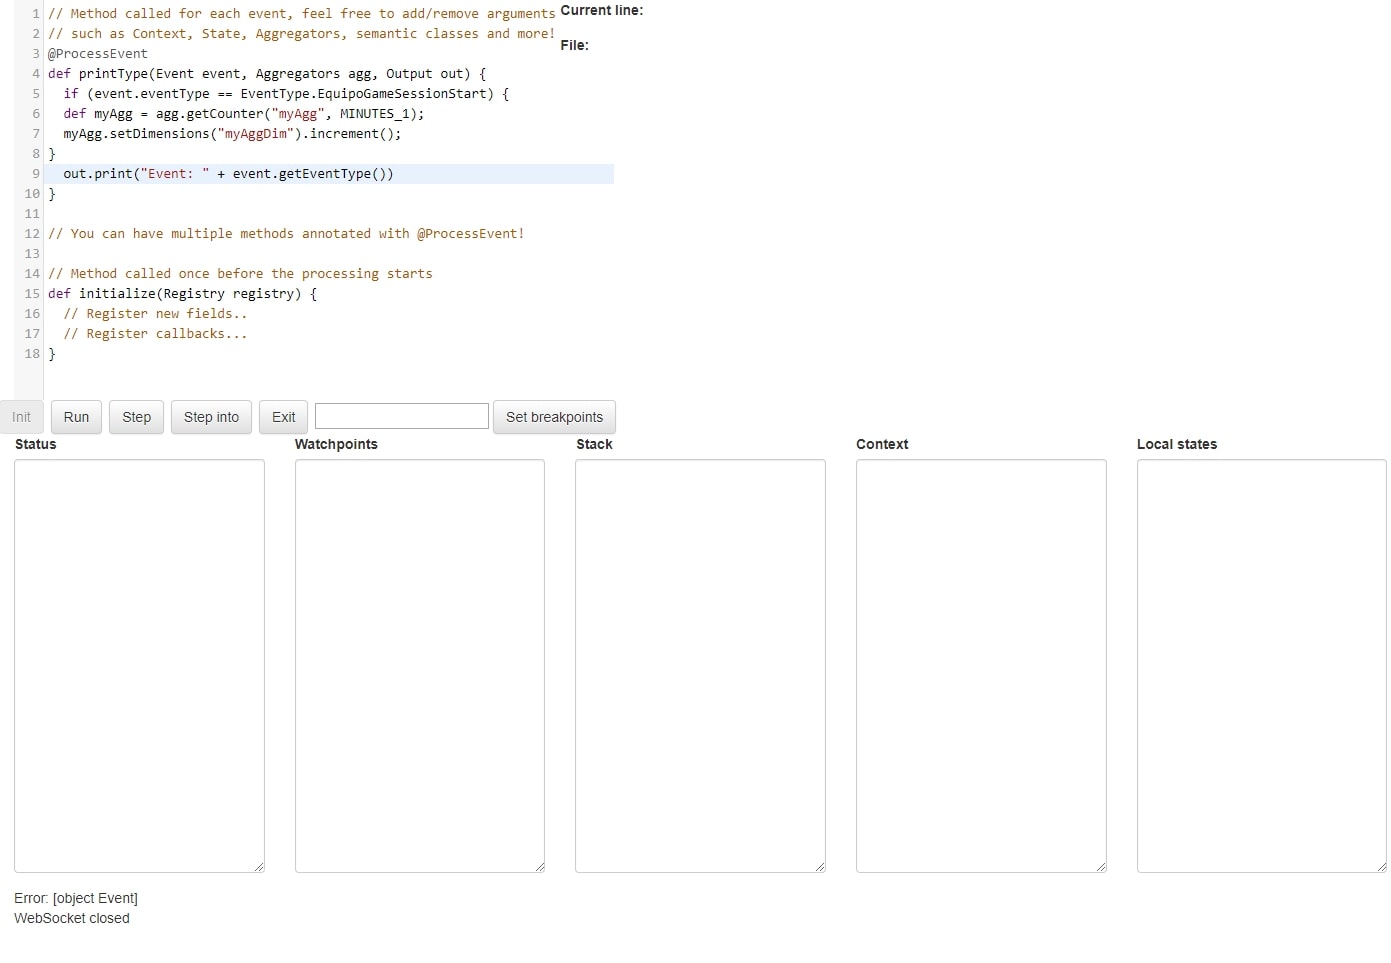 1 // Method called for each event, feel free to add/remove arguments
2 // such as Context, State, Aggregators, semantic classes and more!
3 @ProcessEvent
4 def printType(Event event, Aggregators agg, Output out) {
5   if (event.eventType == EventType.EquipoGameSessionStart) {
6   def myAgg = agg.getCounter("myAgg", MINUTES_1);
7   myAgg.setDimensions("myAggDim").increment();
8 }
9   out.print("Event: " + event.getEventType())
10 }
11
12 // You can have multiple methods annotated with @ProcessEvent!
13
14 // Method called once before the processing starts
15 def initialize(Registry registry) {
16   // Register new fields..
17   // Register callbacks...
18 }
Current line:
File:
Init Run Step Step into Exit Set breakpoints
Status Watchpoints Stack Context Local states
Error: [object Event]
WebSocket closed